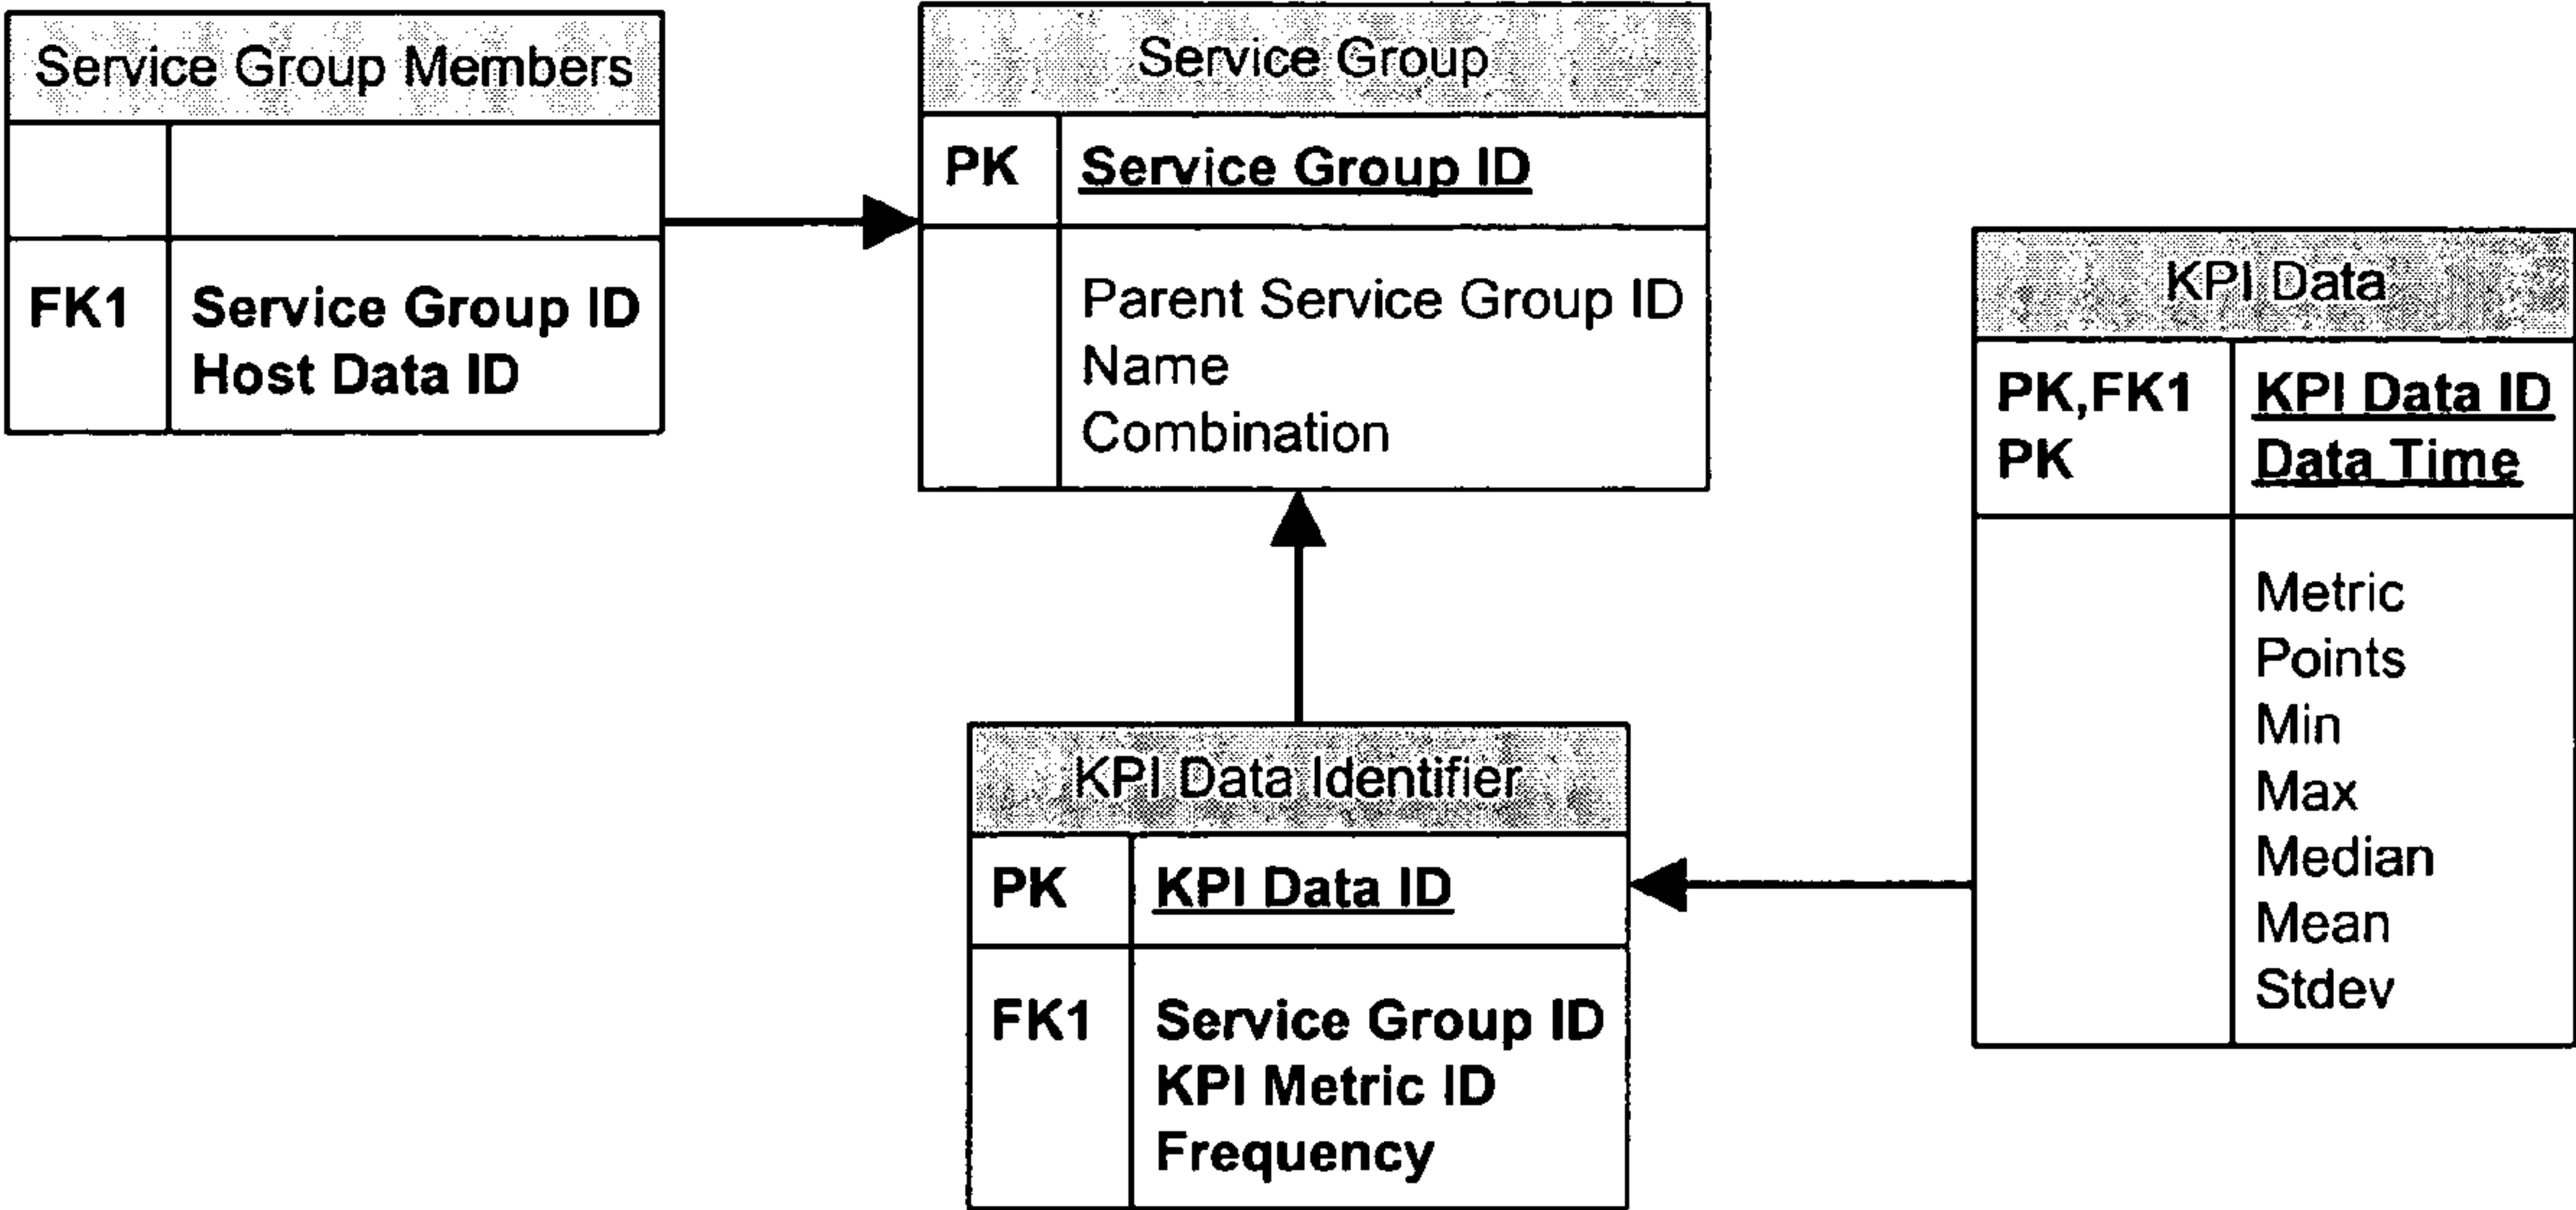 Service Group Members
FK1 Service Group ID
Host Data ID
Service Group
PK Service Group ID
Parent Service Group ID
Name
Combination
KPI Data
PK,FK1 KPI Data ID
PK Data Time
Metric
Points
Min
Max
Median
Mean
Stdev
KPI Data Identifier
PK KPI Data ID
FK1 Service Group ID
KPI Metric ID
Frequency